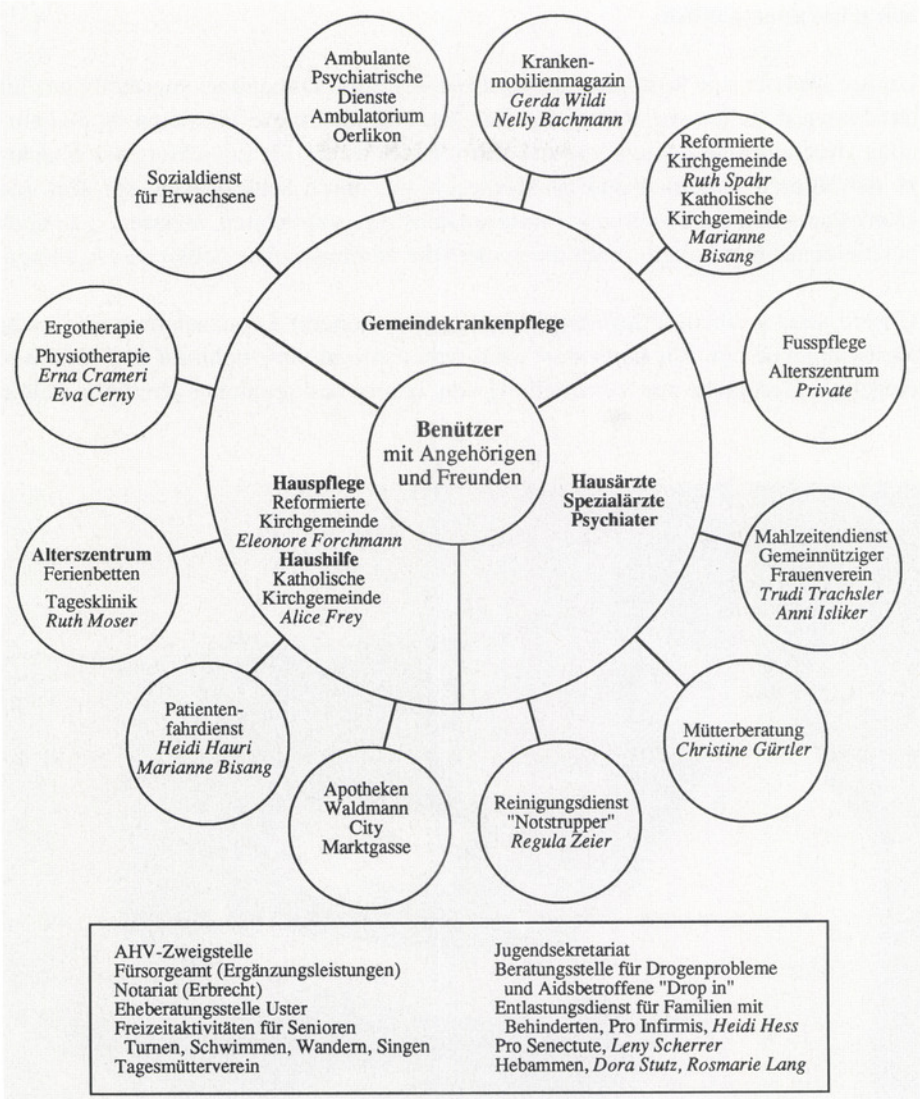 Ambulante
Psychiatrische
Dienste
Ambulatorium
Oerlikon
Kranken-
mobilienmagazin
Gerda Wildi
Nelly Bachmann
Reformierte
Kirchgemeinde
Ruth Spahr
Katholische
Kirchgemeinde
Marianne
Bisang
Sozialdienst
für Erwachsene
Ergotherapie
Physiotherapie
Erna Crameri
Eva Cerny
Gemeindekrankenpflege
Fusspflege
Alterszentrum
Private
Benützer
mit Angehörigen
und Freunden
Hauspflege
Reformierte
Kirchgemeinde
Eleonore Forchmann
Haushilfe
Katholische
Kirchgemeinde
Alice Frey
Hausärzte
Spezialärzte
Psychiater
Alterszentrum
Ferienbetten
Tagesklinik
Ruth Moser
Mahlzeitendienst
Gemeinnütziger
Frauenverein
Trudi Trachsler
Anni Isliker
Patienten-
fahrdienst
Heidi Hauri
Marianne Bisang
Mütterberatung
Christine Gürtler
Apotheken
Waldmann
City
Marktgasse
Reinigungsdienst
"Notstrupper"
Regula Zeier
AHV-Zweigstelle
Fürsorgeamt (Ergänzungsleistungen)
Notariat (Erbrecht)
Eheberatungsstelle Uster
Freizeitaktivitäten für Senioren
Turnen, Schwimmen, Wandern, Singen
Tagesmütterverein
Jugendsekretariat
Beratungsstelle für Drogenprobleme
und Aidsbetroffene "Drop in"
Entlastungsdienst für Familien mit
Behinderten, Pro Infirmis, Heidi Hess
Pro Senectute, Leny Scherrer
Hebammen, Dora Stutz, Rosmarie Lang